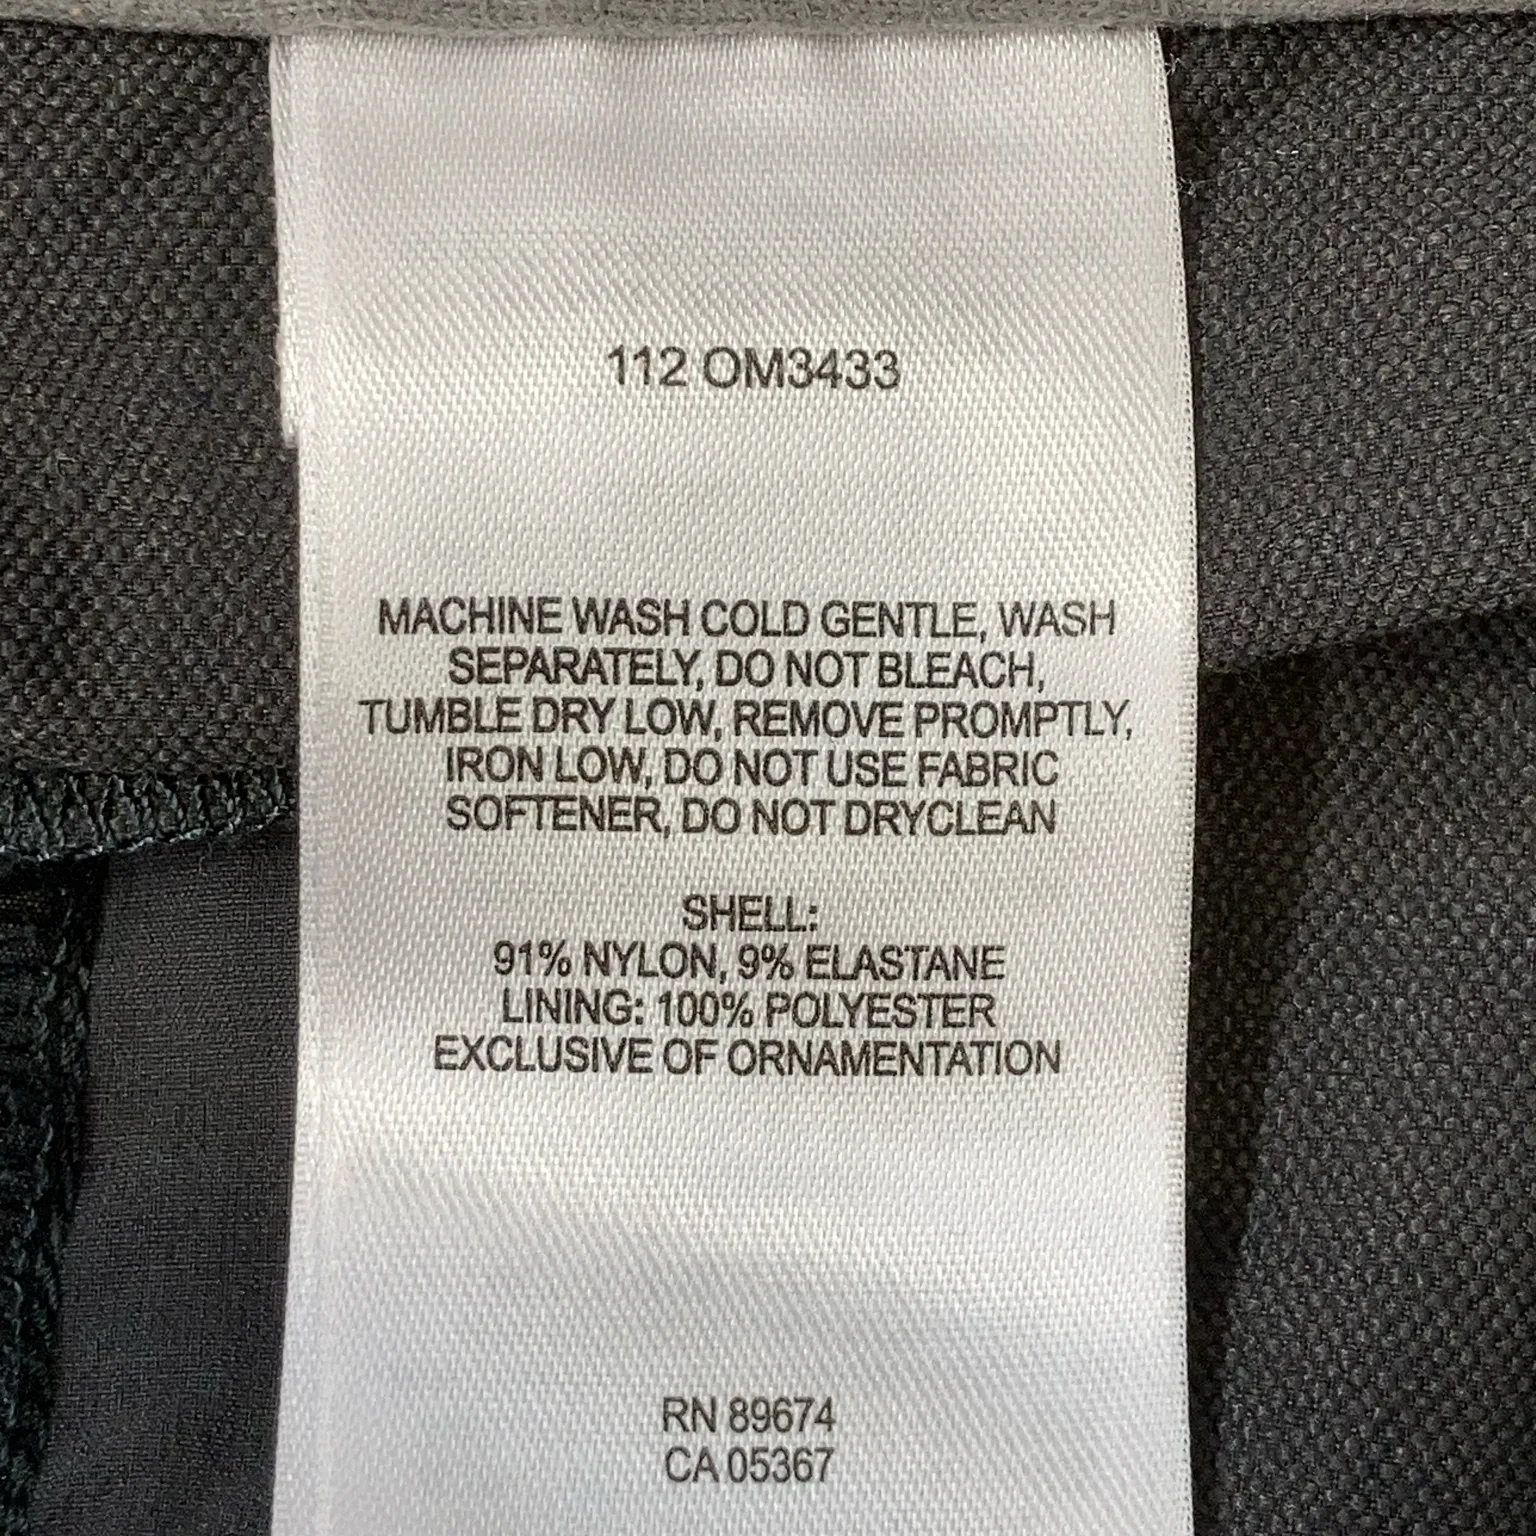 112 OM3433
MACHINE WASH COLD GENTLE, WASH
SEPARATELY, DO NOT BLEACH,
TUMBLE DRY LOW, REMOVE PROMPTLY,
IRON LOW, DO NOT USE FABRIC
SOFTENER, DO NOT DRYCLEAN
SHELL:
91% NYLON, 9% ELASTANE
LINING: 100% POLYESTER
EXCLUSIVE OF ORNAMENTATION
RN 89674
CA 05367